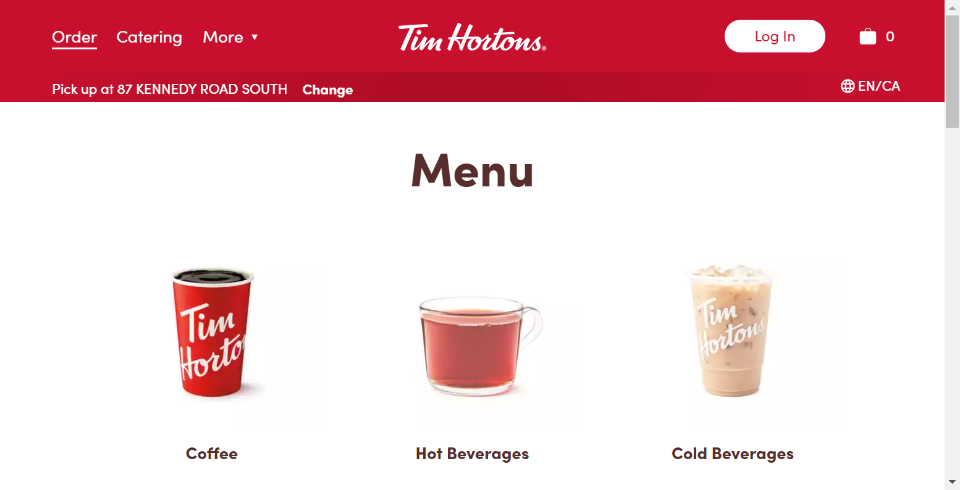 Order Catering More ▼ Tim Hortons® Log In 0
Pick up at 87 KENNEDY ROAD SOUTH Change EN/CA
Menu
Tim
Hortons
Tim
Hortons
Coffee Hot Beverages Cold Beverages